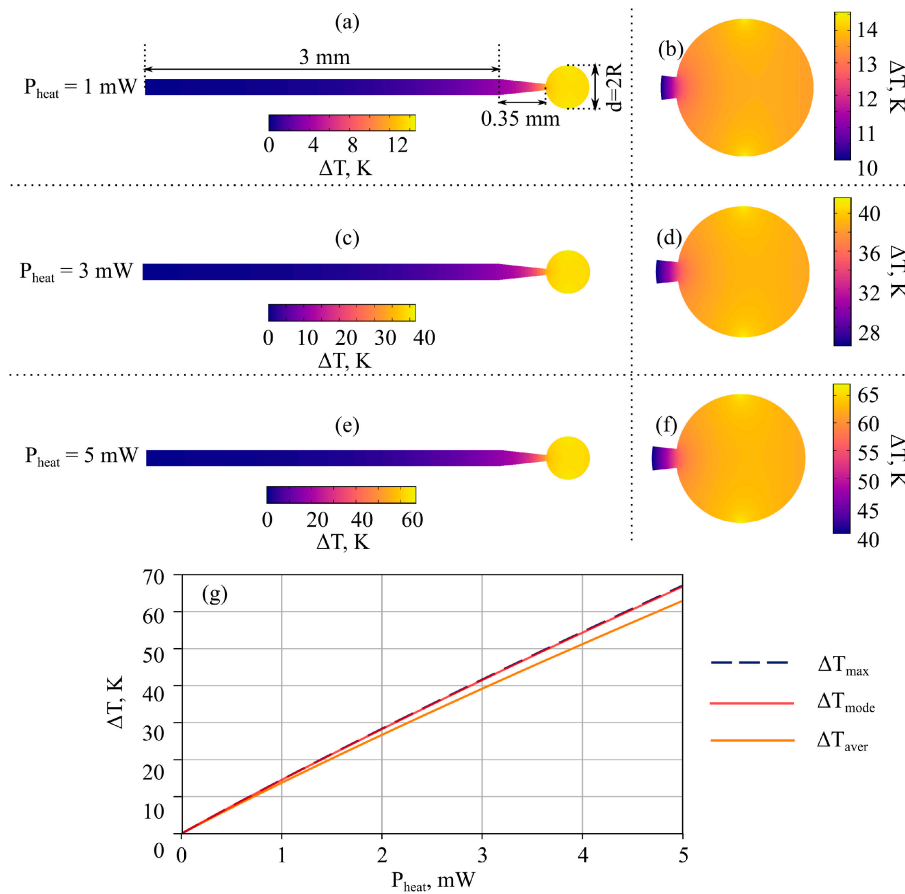 (a)
3 mm
P_heat = 1 mW
0.35 mm
d=2R
0 4 8 12
ΔT, K
(b)
14
13
12
11
10
ΔT, K
(c)
P_heat = 3 mW
0 10 20 30 40
ΔT, K
(d)
40
36
32
28
ΔT, K
(e)
P_heat = 5 mW
0 20 40 60
ΔT, K
(f)
65
60
55
50
45
40
ΔT, K
(g)
70
60
50
40
30
20
10
0
ΔT, K
0 1 2 3 4 5
P_heat, mW
ΔT_max
ΔT_mode
ΔT_aver